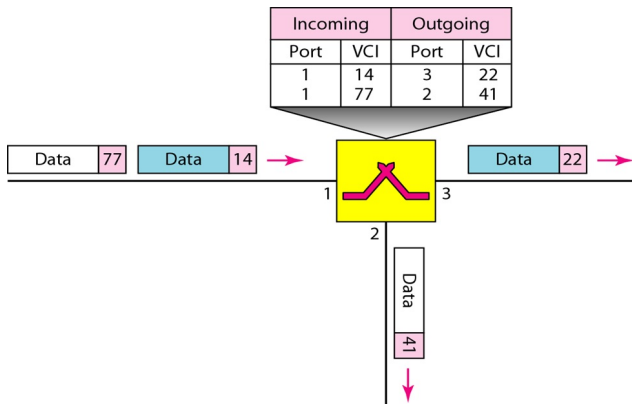 Incoming Outgoing
Port VCI Port VCI
1 14 3 22
1 77 2 41
Data 77 Data 14 Data 22
1 3
2
Data 41